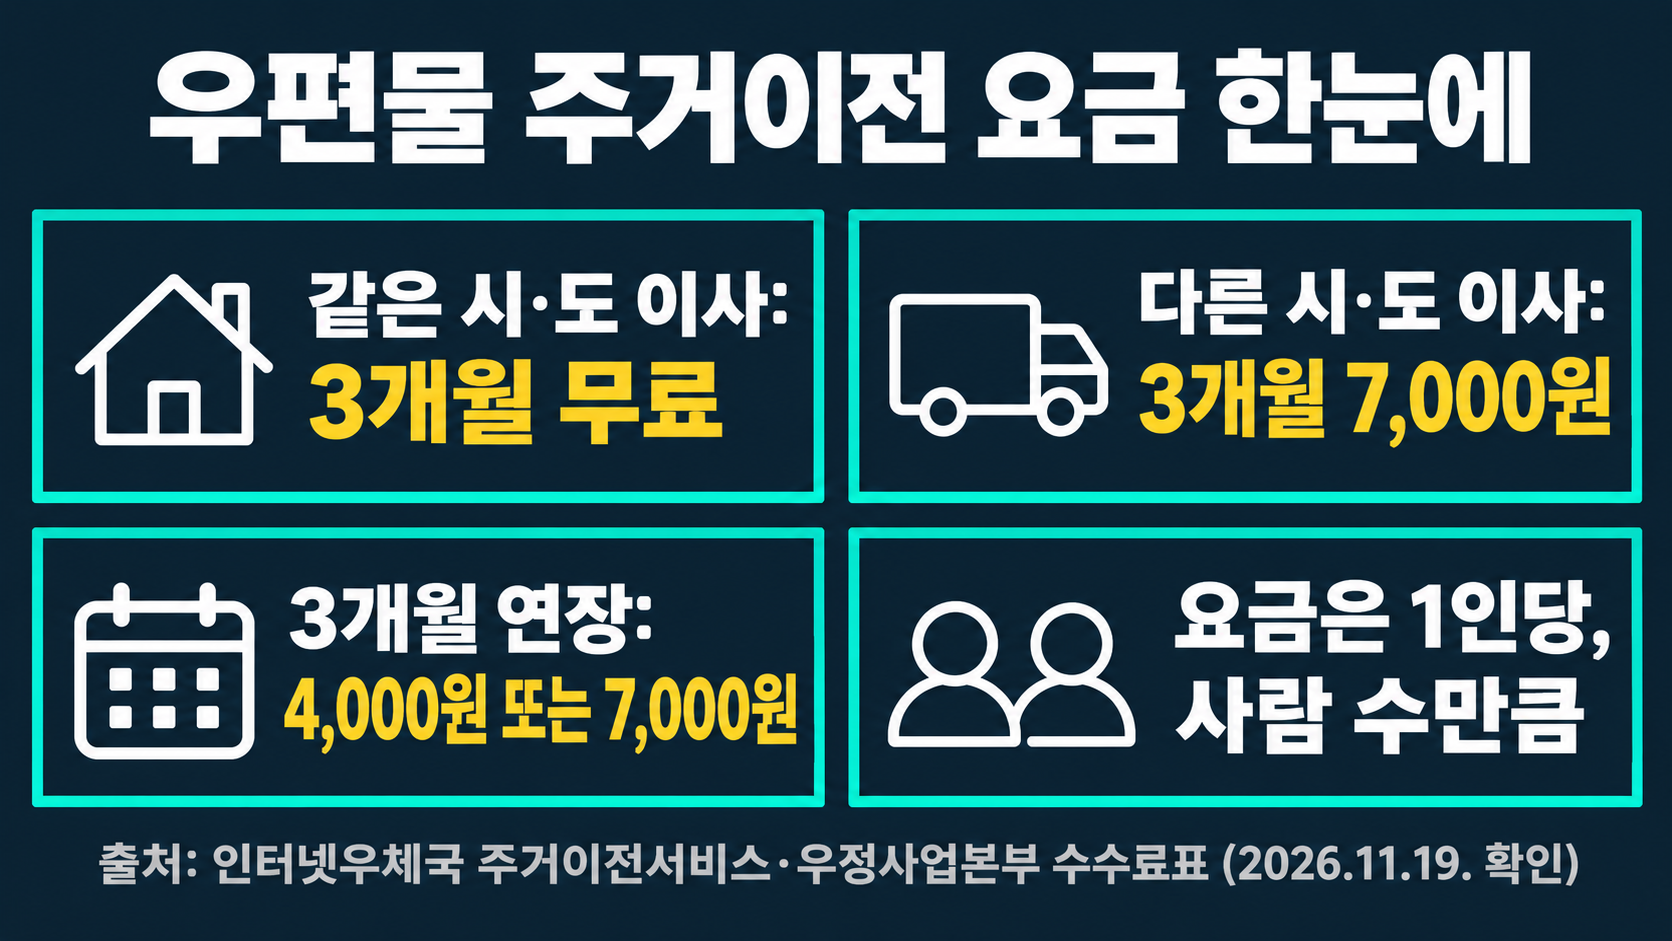 우편물 주거이전 요금 한눈에
같은 시·도 이사:
3개월 무료
다른 시·도 이사:
3개월 7,000원
3개월 연장:
4,000원 또는 7,000원
요금은 1인당,
사람 수만큼
출처: 인터넷우체국 주거이전서비스·우정사업본부 수수료표 (2026.11.19. 확인)